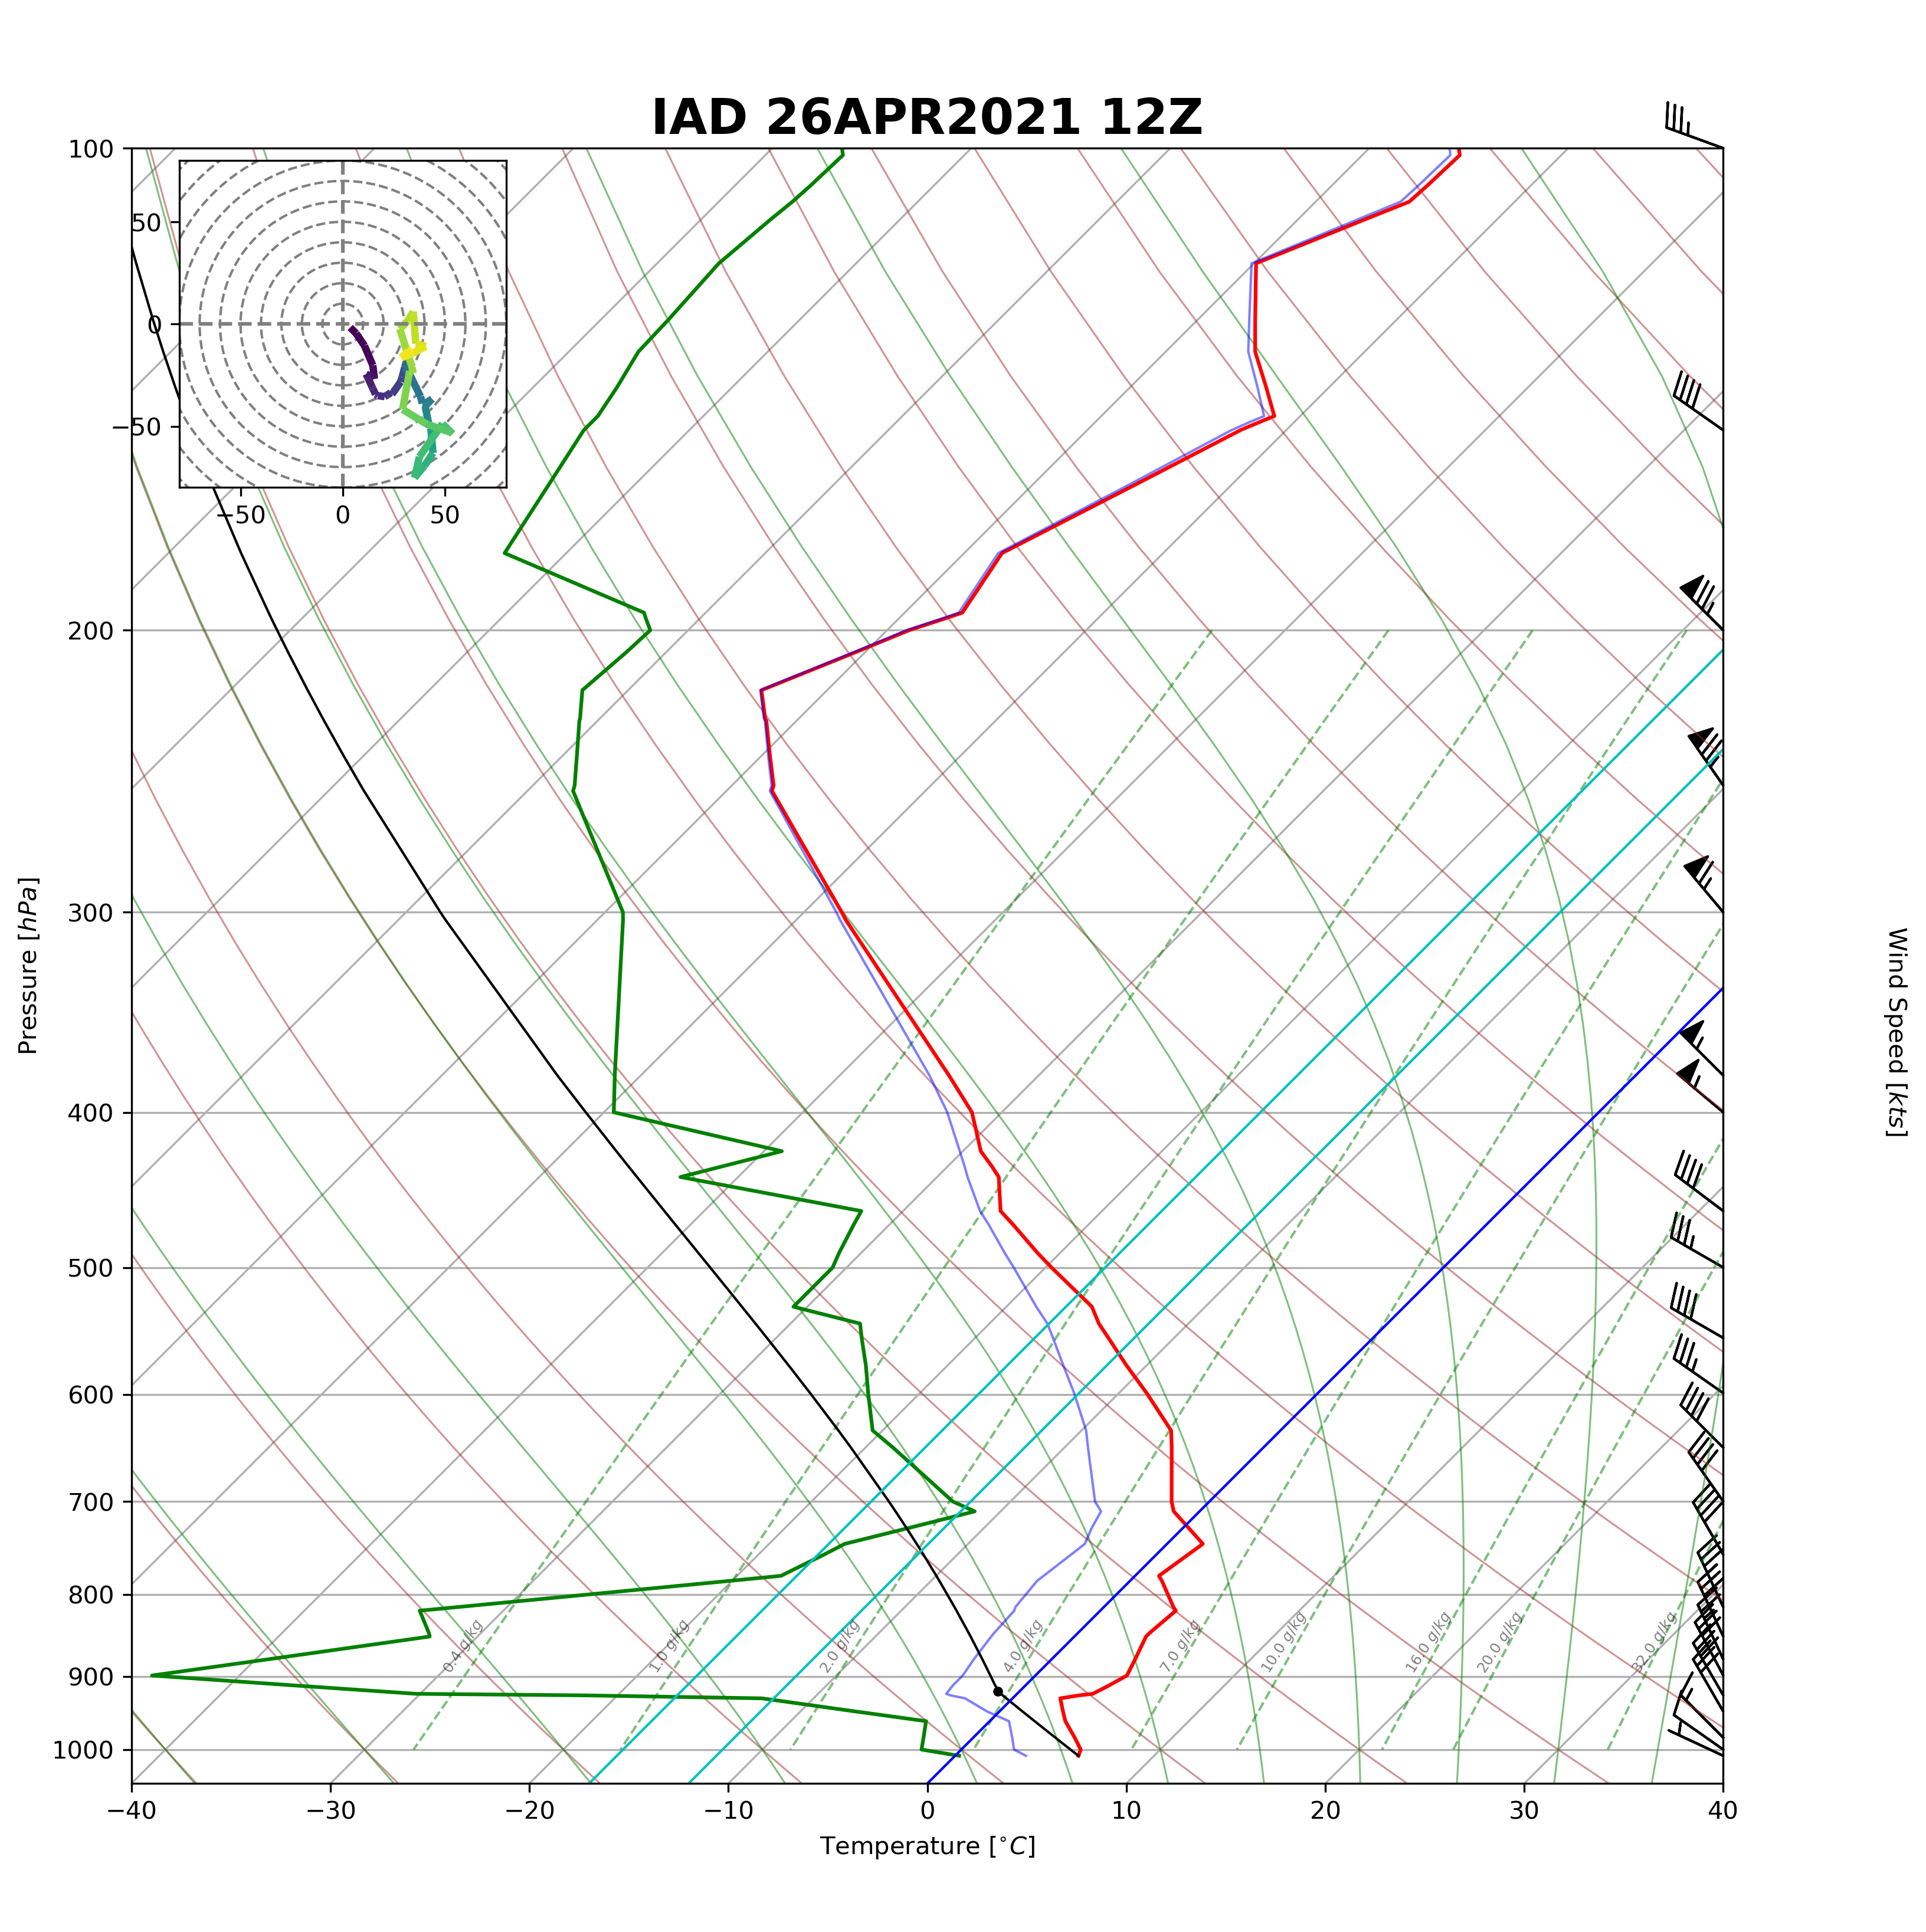 IAD 26APR2021 12Z
100
200
300
400
500
600
700
800
900
1000
Pressure [hPa]
50
0
−50
−50 0 50
0.4 g/kg 1.0 g/kg 2.0 g/kg 4.0 g/kg 7.0 g/kg 10.0 g/kg 16.0 g/kg 20.0 g/kg 32.0 g/kg
−40 −30 −20 −10 0 10 20 30 40
Temperature [°C]
Wind Speed [kts]